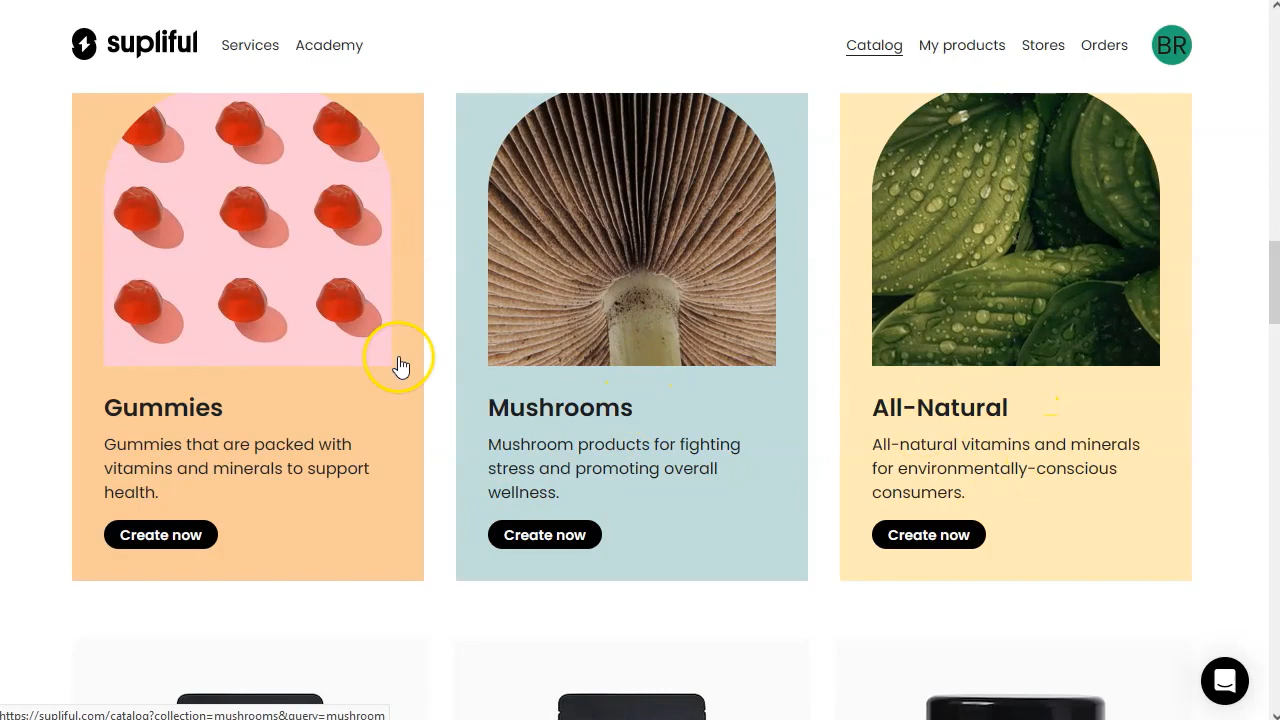 supliful
Services
Academy
Catalog
My products
Stores
Orders
BR
Gummies
Gummies that are packed with
vitamins and minerals to support
health.
Create now
Mushrooms
Mushroom products for fighting
stress and promoting overall
wellness.
Create now
All-Natural
All-natural vitamins and minerals
for environmentally-conscious
consumers.
Create now
https://supliful.com/catalog?collection=mushrooms&query=mushroom